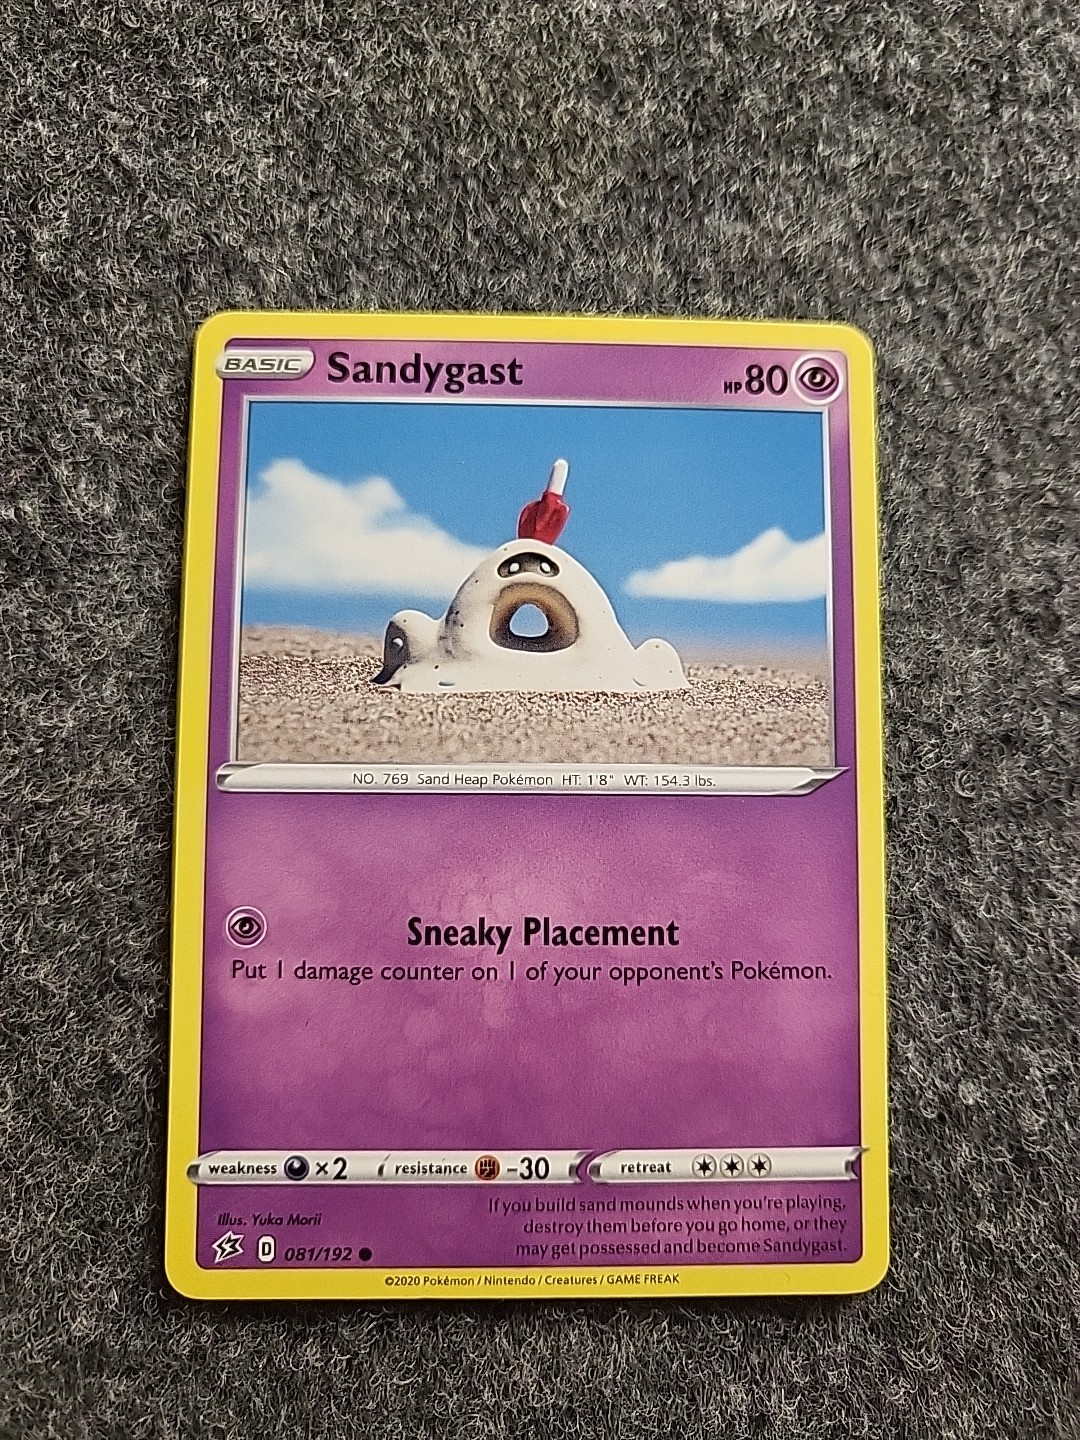 BASIC Sandygast HP 80
NO. 769 Sand Heap Pokémon HT: 1'8" WT: 154.3 lbs.
Sneaky Placement
Put 1 damage counter on 1 of your opponent's Pokémon.
weakness ×2 resistance -30 retreat
If you build sand mounds when you're playing,
destroy them before you go home, or they
may get possessed and become Sandygast.
Illus. Yuka Morii
D 081/192
©2020 Pokémon / Nintendo / Creatures / GAME FREAK